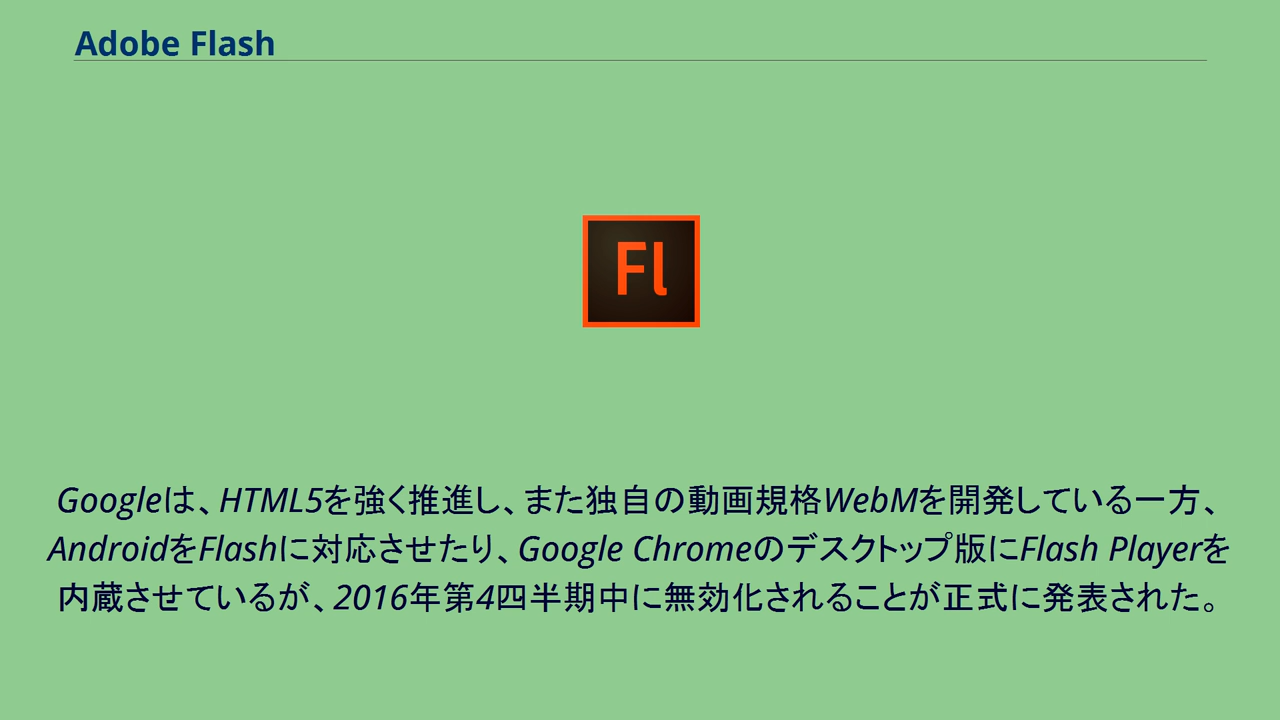 Adobe Flash
Fl
Googleは、HTML5を強く推進し、また独自の動画規格WebMを開発している一方、
AndroidをFlashに対応させたり、Google Chromeのデスクトップ版にFlash Playerを
内蔵させているが、2016年第4四半期中に無効化されることが正式に発表された。